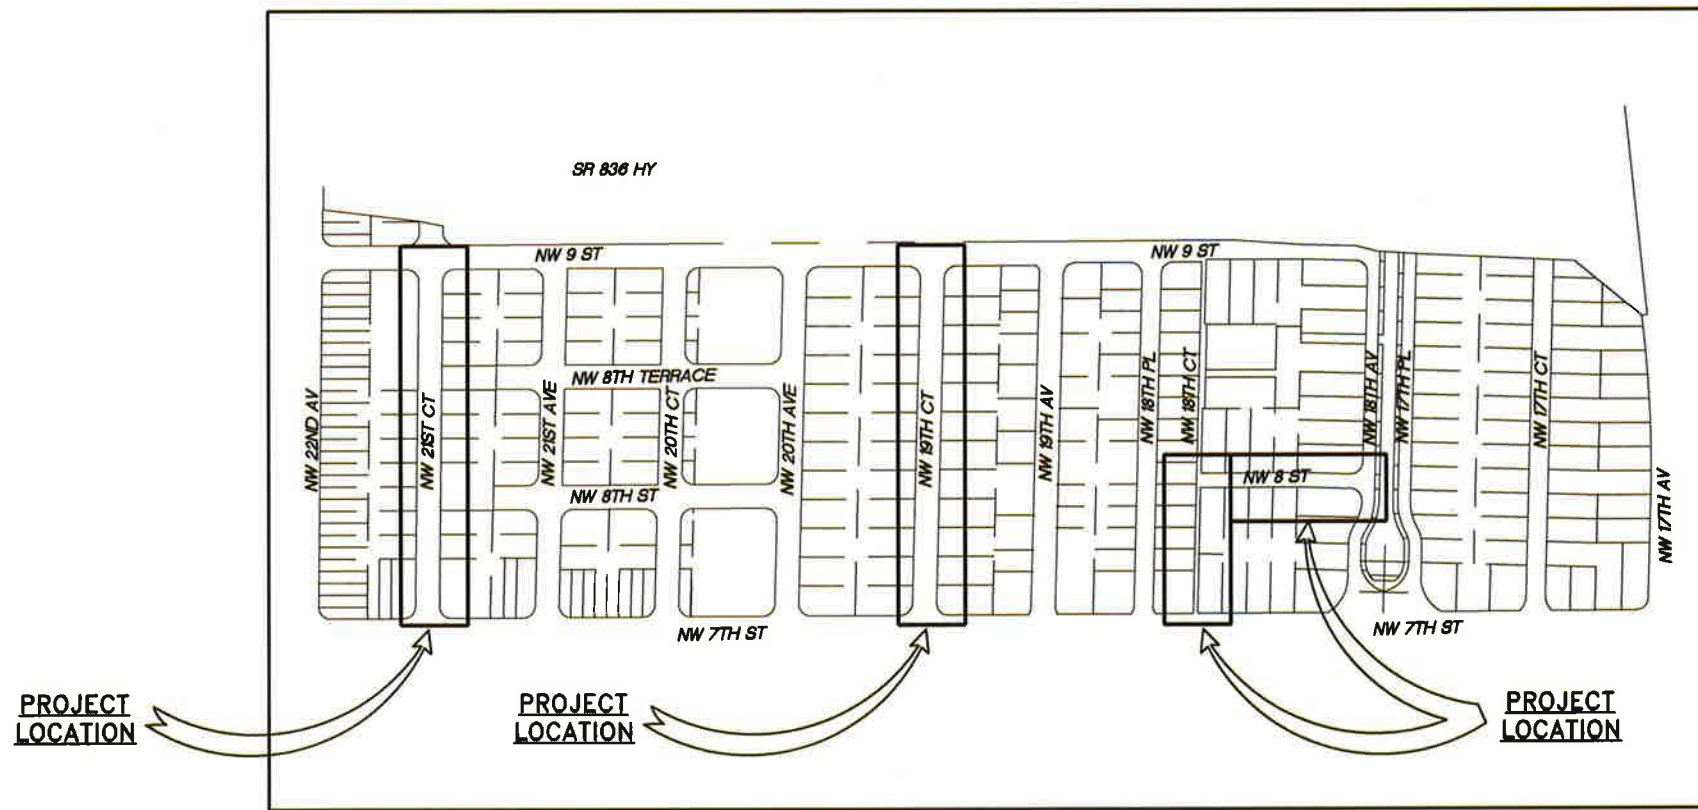 SR 836 HY
NW 9 ST
NW 9 ST
NW 8TH TERRACE
NW 22ND AV
NW 21ST CT
NW 21ST AVE
NW 20TH CT
NW 20TH AVE
NW 19TH CT
NW 19TH AV
NW 18TH PL
NW 18TH CT
NW 18TH AV
NW 17TH PL
NW 17TH CT
NW 17TH AV
NW 8TH ST
NW 8 ST
NW 7TH ST
NW 7TH ST
PROJECT
LOCATION
PROJECT
LOCATION
PROJECT
LOCATION